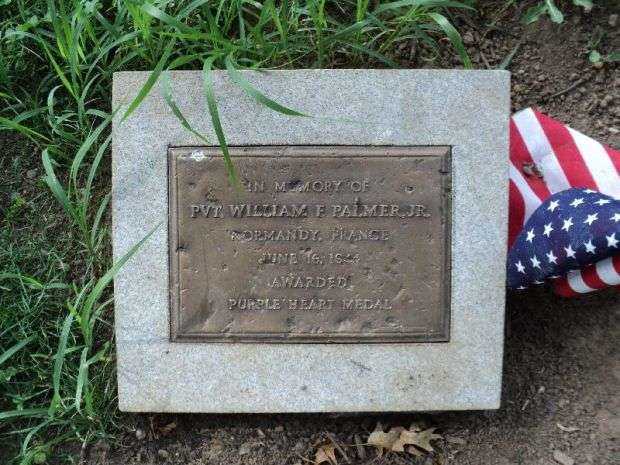 IN MEMORY OF
PVT. WILLIAM F. PALMER, JR.
NORMANDY, FRANCE
JUNE 16, 1944
AWARDED
PURPLE HEART MEDAL